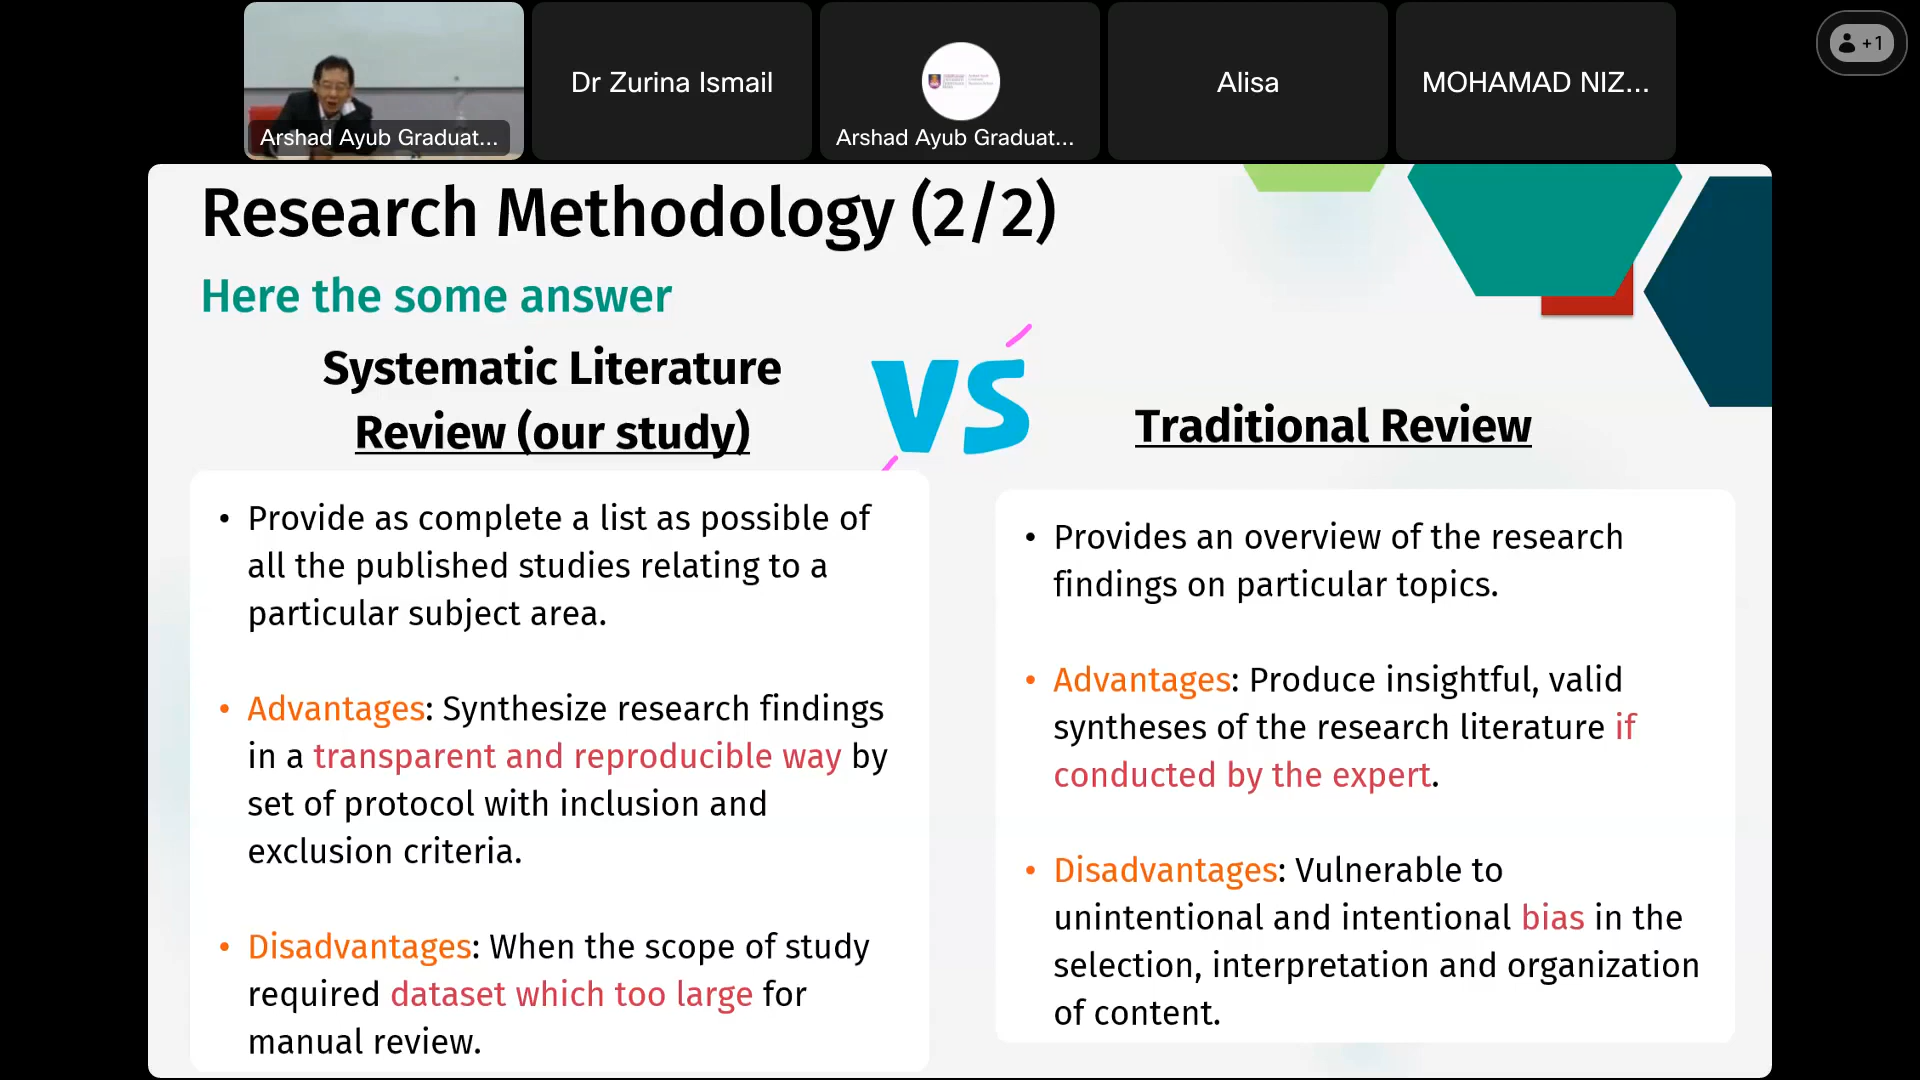 Arshad Ayub Graduat...
Dr Zurina Ismail
Arshad Ayub Graduat...
Alisa
MOHAMAD NIZ...
+1
Research Methodology (2/2)
Here the some answer
Systematic Literature
Review (our study)
VS
Traditional Review
• Provide as complete a list as possible of
all the published studies relating to a
particular subject area.
• Advantages: Synthesize research findings
in a transparent and reproducible way by
set of protocol with inclusion and
exclusion criteria.
• Disadvantages: When the scope of study
required dataset which too large for
manual review.
• Provides an overview of the research
findings on particular topics.
• Advantages: Produce insightful, valid
syntheses of the research literature if
conducted by the expert.
• Disadvantages: Vulnerable to
unintentional and intentional bias in the
selection, interpretation and organization
of content.